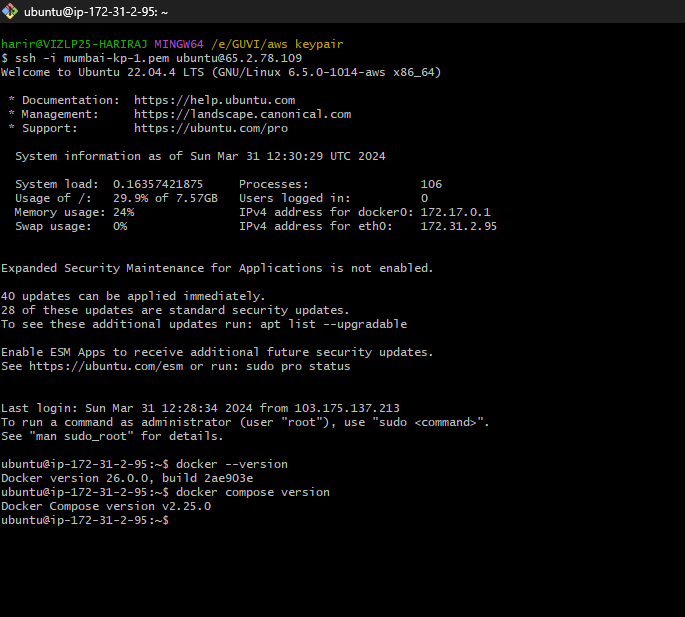 ubuntu@ip-172-31-2-95: ~
harir@VIZLP25-HARIRAJ MINGW64 /e/GUVI/aws keypair
$ ssh -i mumbai-kp-1.pem ubuntu@65.2.78.109
Welcome to Ubuntu 22.04.4 LTS (GNU/Linux 6.5.0-1014-aws x86_64)
* Documentation:  https://help.ubuntu.com
* Management:     https://landscape.canonical.com
* Support:        https://ubuntu.com/pro
System information as of Sun Mar 31 12:30:29 UTC 2024
System load:  0.16357421875     Processes:                106
Usage of /:   29.9% of 7.57GB   Users logged in:          0
Memory usage: 24%               IPv4 address for docker0: 172.17.0.1
Swap usage:   0%                IPv4 address for eth0:    172.31.2.95
Expanded Security Maintenance for Applications is not enabled.
40 updates can be applied immediately.
28 of these updates are standard security updates.
To see these additional updates run: apt list --upgradable
Enable ESM Apps to receive additional future security updates.
See https://ubuntu.com/esm or run: sudo pro status
Last login: Sun Mar 31 12:28:34 2024 from 103.175.137.213
To run a command as administrator (user "root"), use "sudo <command>".
See "man sudo_root" for details.
ubuntu@ip-172-31-2-95:~$ docker --version
Docker version 26.0.0, build 2ae903e
ubuntu@ip-172-31-2-95:~$ docker compose version
Docker Compose version v2.25.0
ubuntu@ip-172-31-2-95:~$